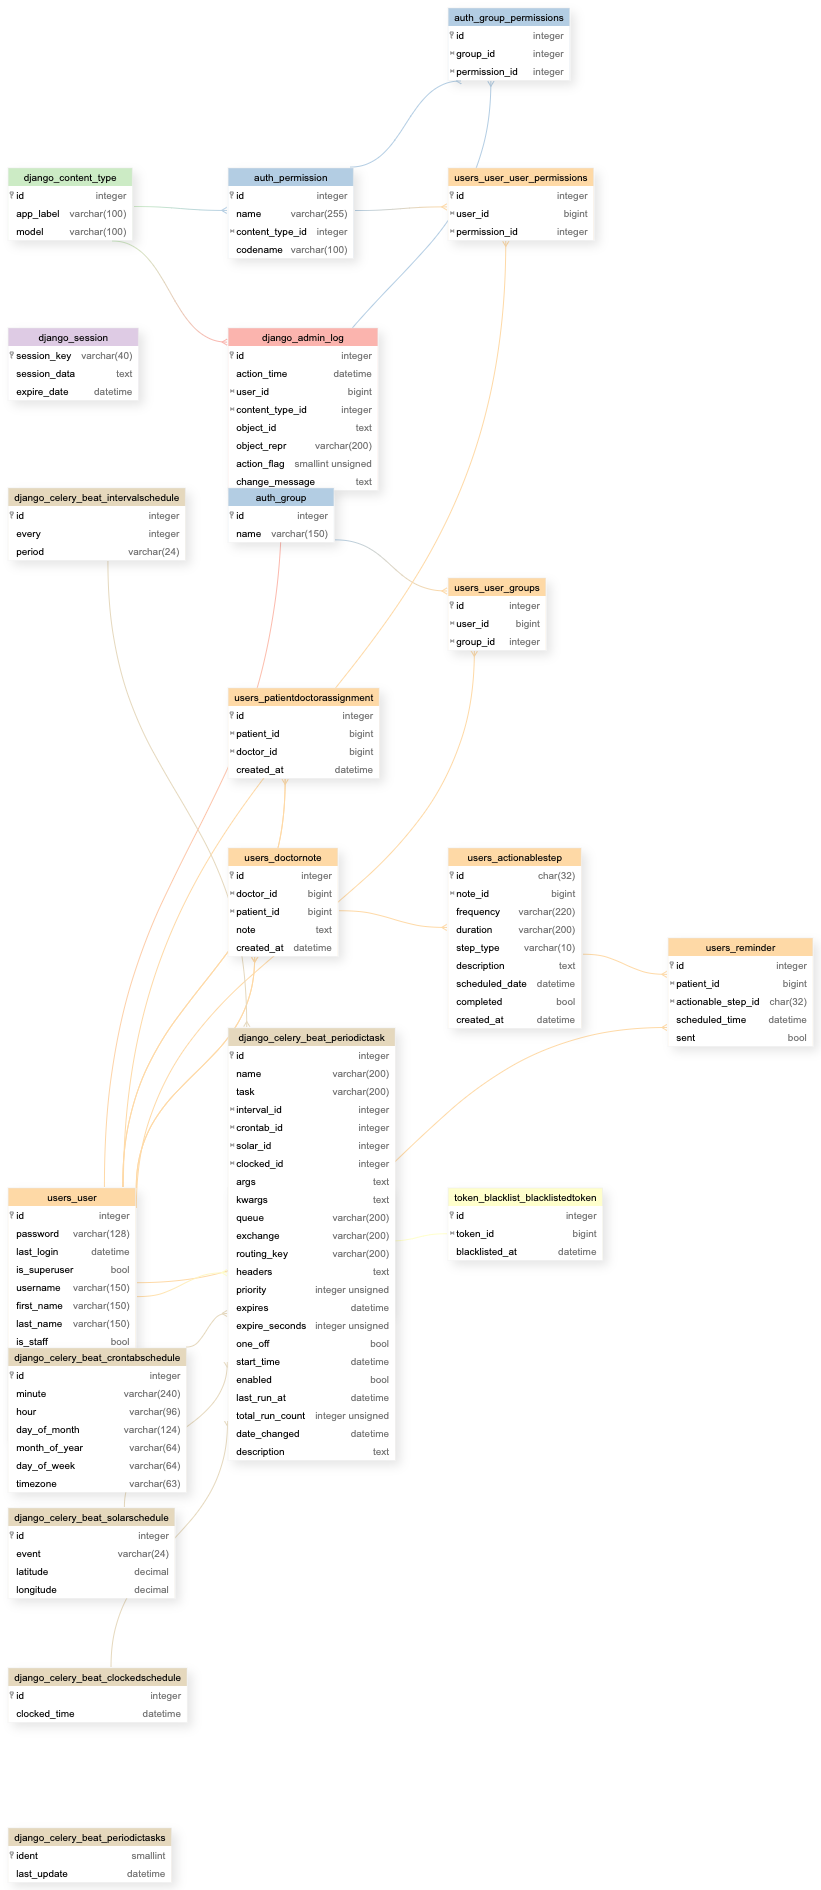 auth_group_permissions
id integer
group_id integer
permission_id integer
django_content_type
id integer
app_label varchar(100)
model varchar(100)
auth_permission
id integer
name varchar(255)
content_type_id integer
codename varchar(100)
users_user_user_permissions
id integer
user_id bigint
permission_id integer
django_session
session_key varchar(40)
session_data text
expire_date datetime
django_admin_log
id integer
action_time datetime
user_id bigint
content_type_id integer
object_id text
object_repr varchar(200)
action_flag smallint unsigned
change_message text
django_celery_beat_intervalschedule
id integer
every integer
period varchar(24)
auth_group
id integer
name varchar(150)
users_user_groups
id integer
user_id bigint
group_id integer
users_patientdoctorassignment
id integer
patient_id bigint
doctor_id bigint
created_at datetime
users_doctornote
id integer
doctor_id bigint
patient_id bigint
note text
created_at datetime
users_actionablestep
id char(32)
note_id bigint
frequency varchar(220)
duration varchar(200)
step_type varchar(10)
description text
scheduled_date datetime
completed bool
created_at datetime
users_reminder
id integer
patient_id bigint
actionable_step_id char(32)
scheduled_time datetime
sent bool
django_celery_beat_periodictask
id integer
name varchar(200)
task varchar(200)
interval_id integer
crontab_id integer
solar_id integer
clocked_id integer
args text
kwargs text
queue varchar(200)
exchange varchar(200)
routing_key varchar(200)
headers text
priority integer unsigned
expires datetime
expire_seconds integer unsigned
one_off bool
start_time datetime
enabled bool
last_run_at datetime
total_run_count integer unsigned
date_changed datetime
description text
users_user
id integer
password varchar(128)
last_login datetime
is_superuser bool
username varchar(150)
first_name varchar(150)
last_name varchar(150)
is_staff bool
token_blacklist_blacklistedtoken
id integer
token_id bigint
blacklisted_at datetime
django_celery_beat_crontabschedule
id integer
minute varchar(240)
hour varchar(96)
day_of_month varchar(124)
month_of_year varchar(64)
day_of_week varchar(64)
timezone varchar(63)
django_celery_beat_solarschedule
id integer
event varchar(24)
latitude decimal
longitude decimal
django_celery_beat_clockedschedule
id integer
clocked_time datetime
django_celery_beat_periodictasks
ident smallint
last_update datetime